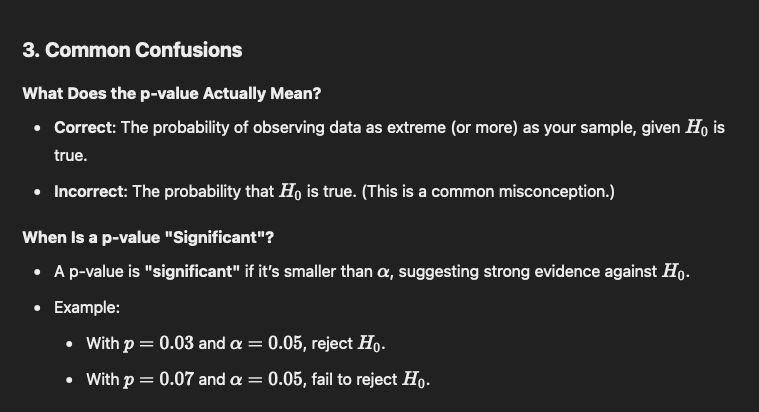 3. Common Confusions
What Does the p-value Actually Mean?
• Correct: The probability of observing data as extreme (or more) as your sample, given H₀ is
true.
• Incorrect: The probability that H₀ is true. (This is a common misconception.)
When Is a p-value "Significant"?
• A p-value is "significant" if it's smaller than α, suggesting strong evidence against H₀.
• Example:
• With p = 0.03 and α = 0.05, reject H₀.
• With p = 0.07 and α = 0.05, fail to reject H₀.